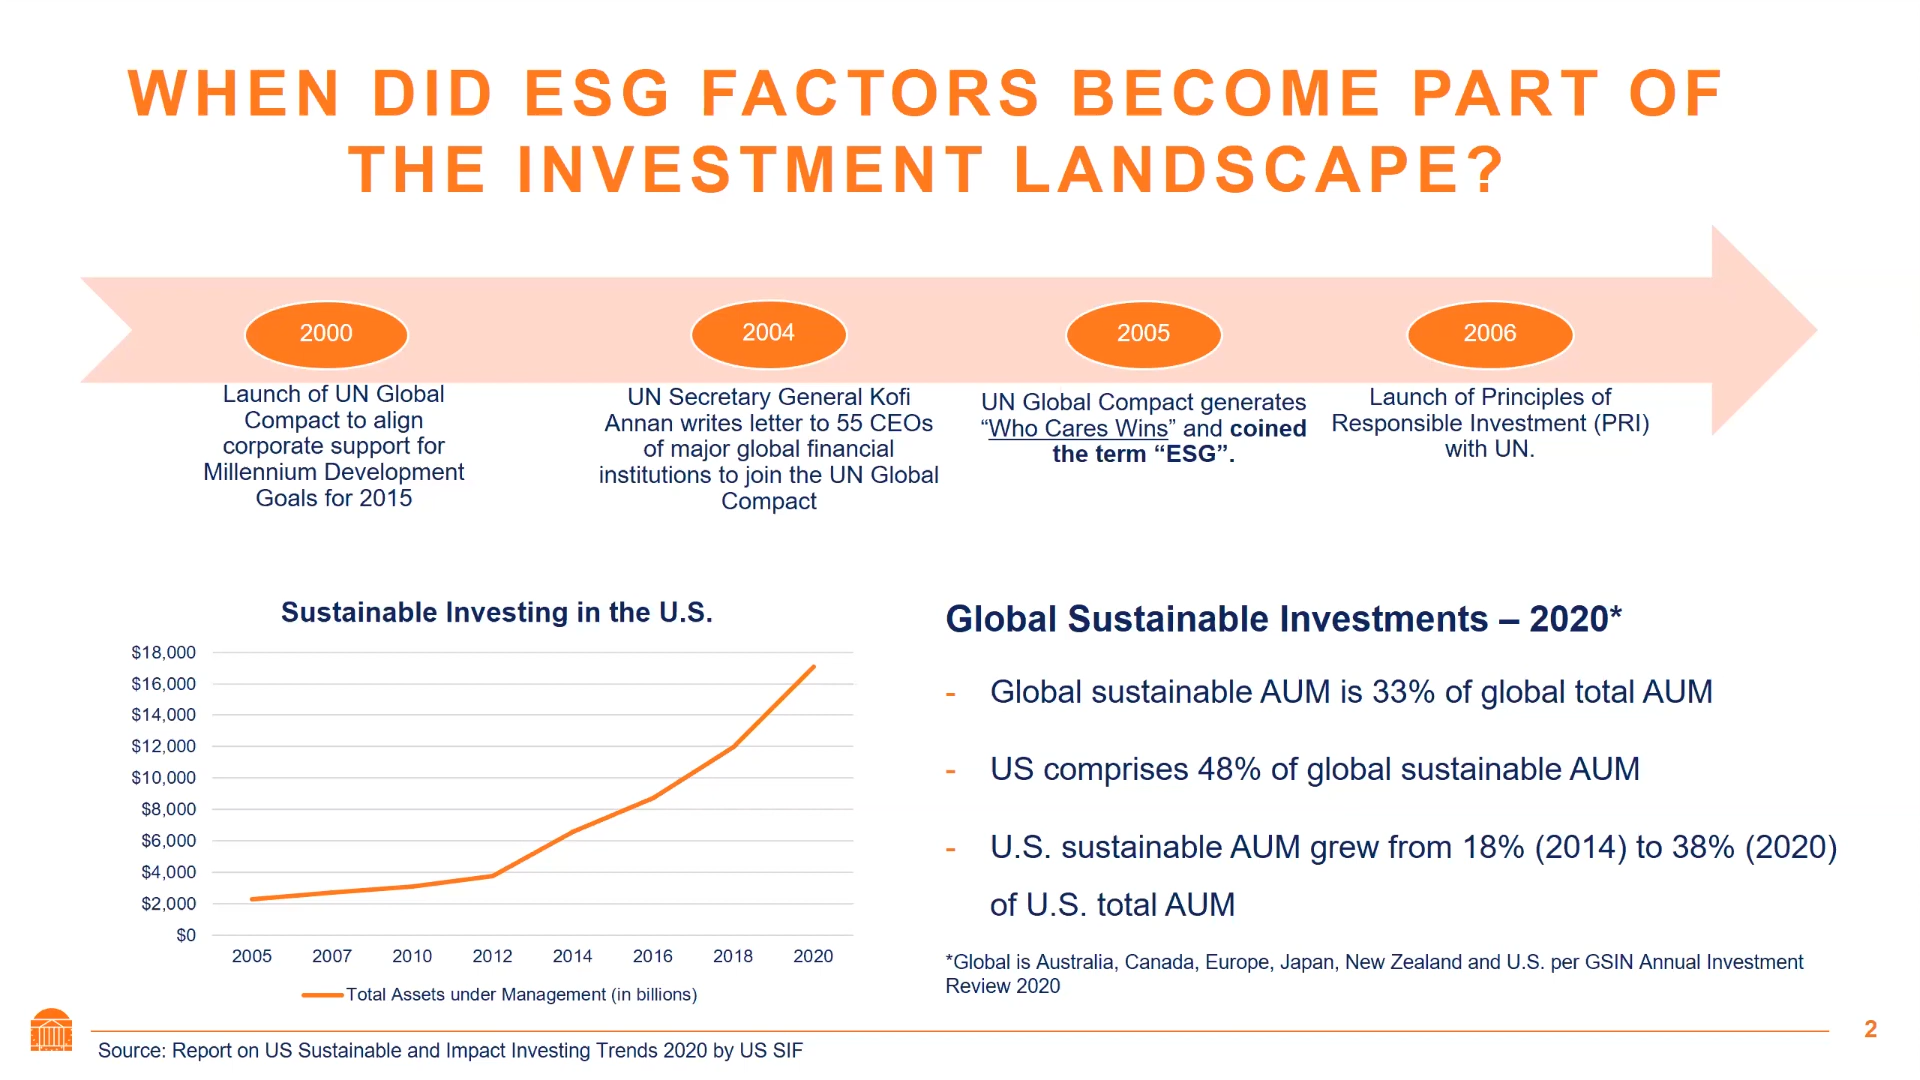 WHEN DID ESG FACTORS BECOME PART OF
THE INVESTMENT LANDSCAPE?
2000
Launch of UN Global
Compact to align
corporate support for
Millennium Development
Goals for 2015
2004
UN Secretary General Kofi
Annan writes letter to 55 CEOs
of major global financial
institutions to join the UN Global
Compact
2005
UN Global Compact generates
“Who Cares Wins” and coined
the term “ESG”.
2006
Launch of Principles of
Responsible Investment (PRI)
with UN.
Sustainable Investing in the U.S.
$18,000
$16,000
$14,000
$12,000
$10,000
$8,000
$6,000
$4,000
$2,000
$0
2005 2007 2010 2012 2014 2016 2018 2020
Total Assets under Management (in billions)
Global Sustainable Investments – 2020*
- Global sustainable AUM is 33% of global total AUM
- US comprises 48% of global sustainable AUM
- U.S. sustainable AUM grew from 18% (2014) to 38% (2020)
of U.S. total AUM
*Global is Australia, Canada, Europe, Japan, New Zealand and U.S. per GSIN Annual Investment
Review 2020
2
Source: Report on US Sustainable and Impact Investing Trends 2020 by US SIF